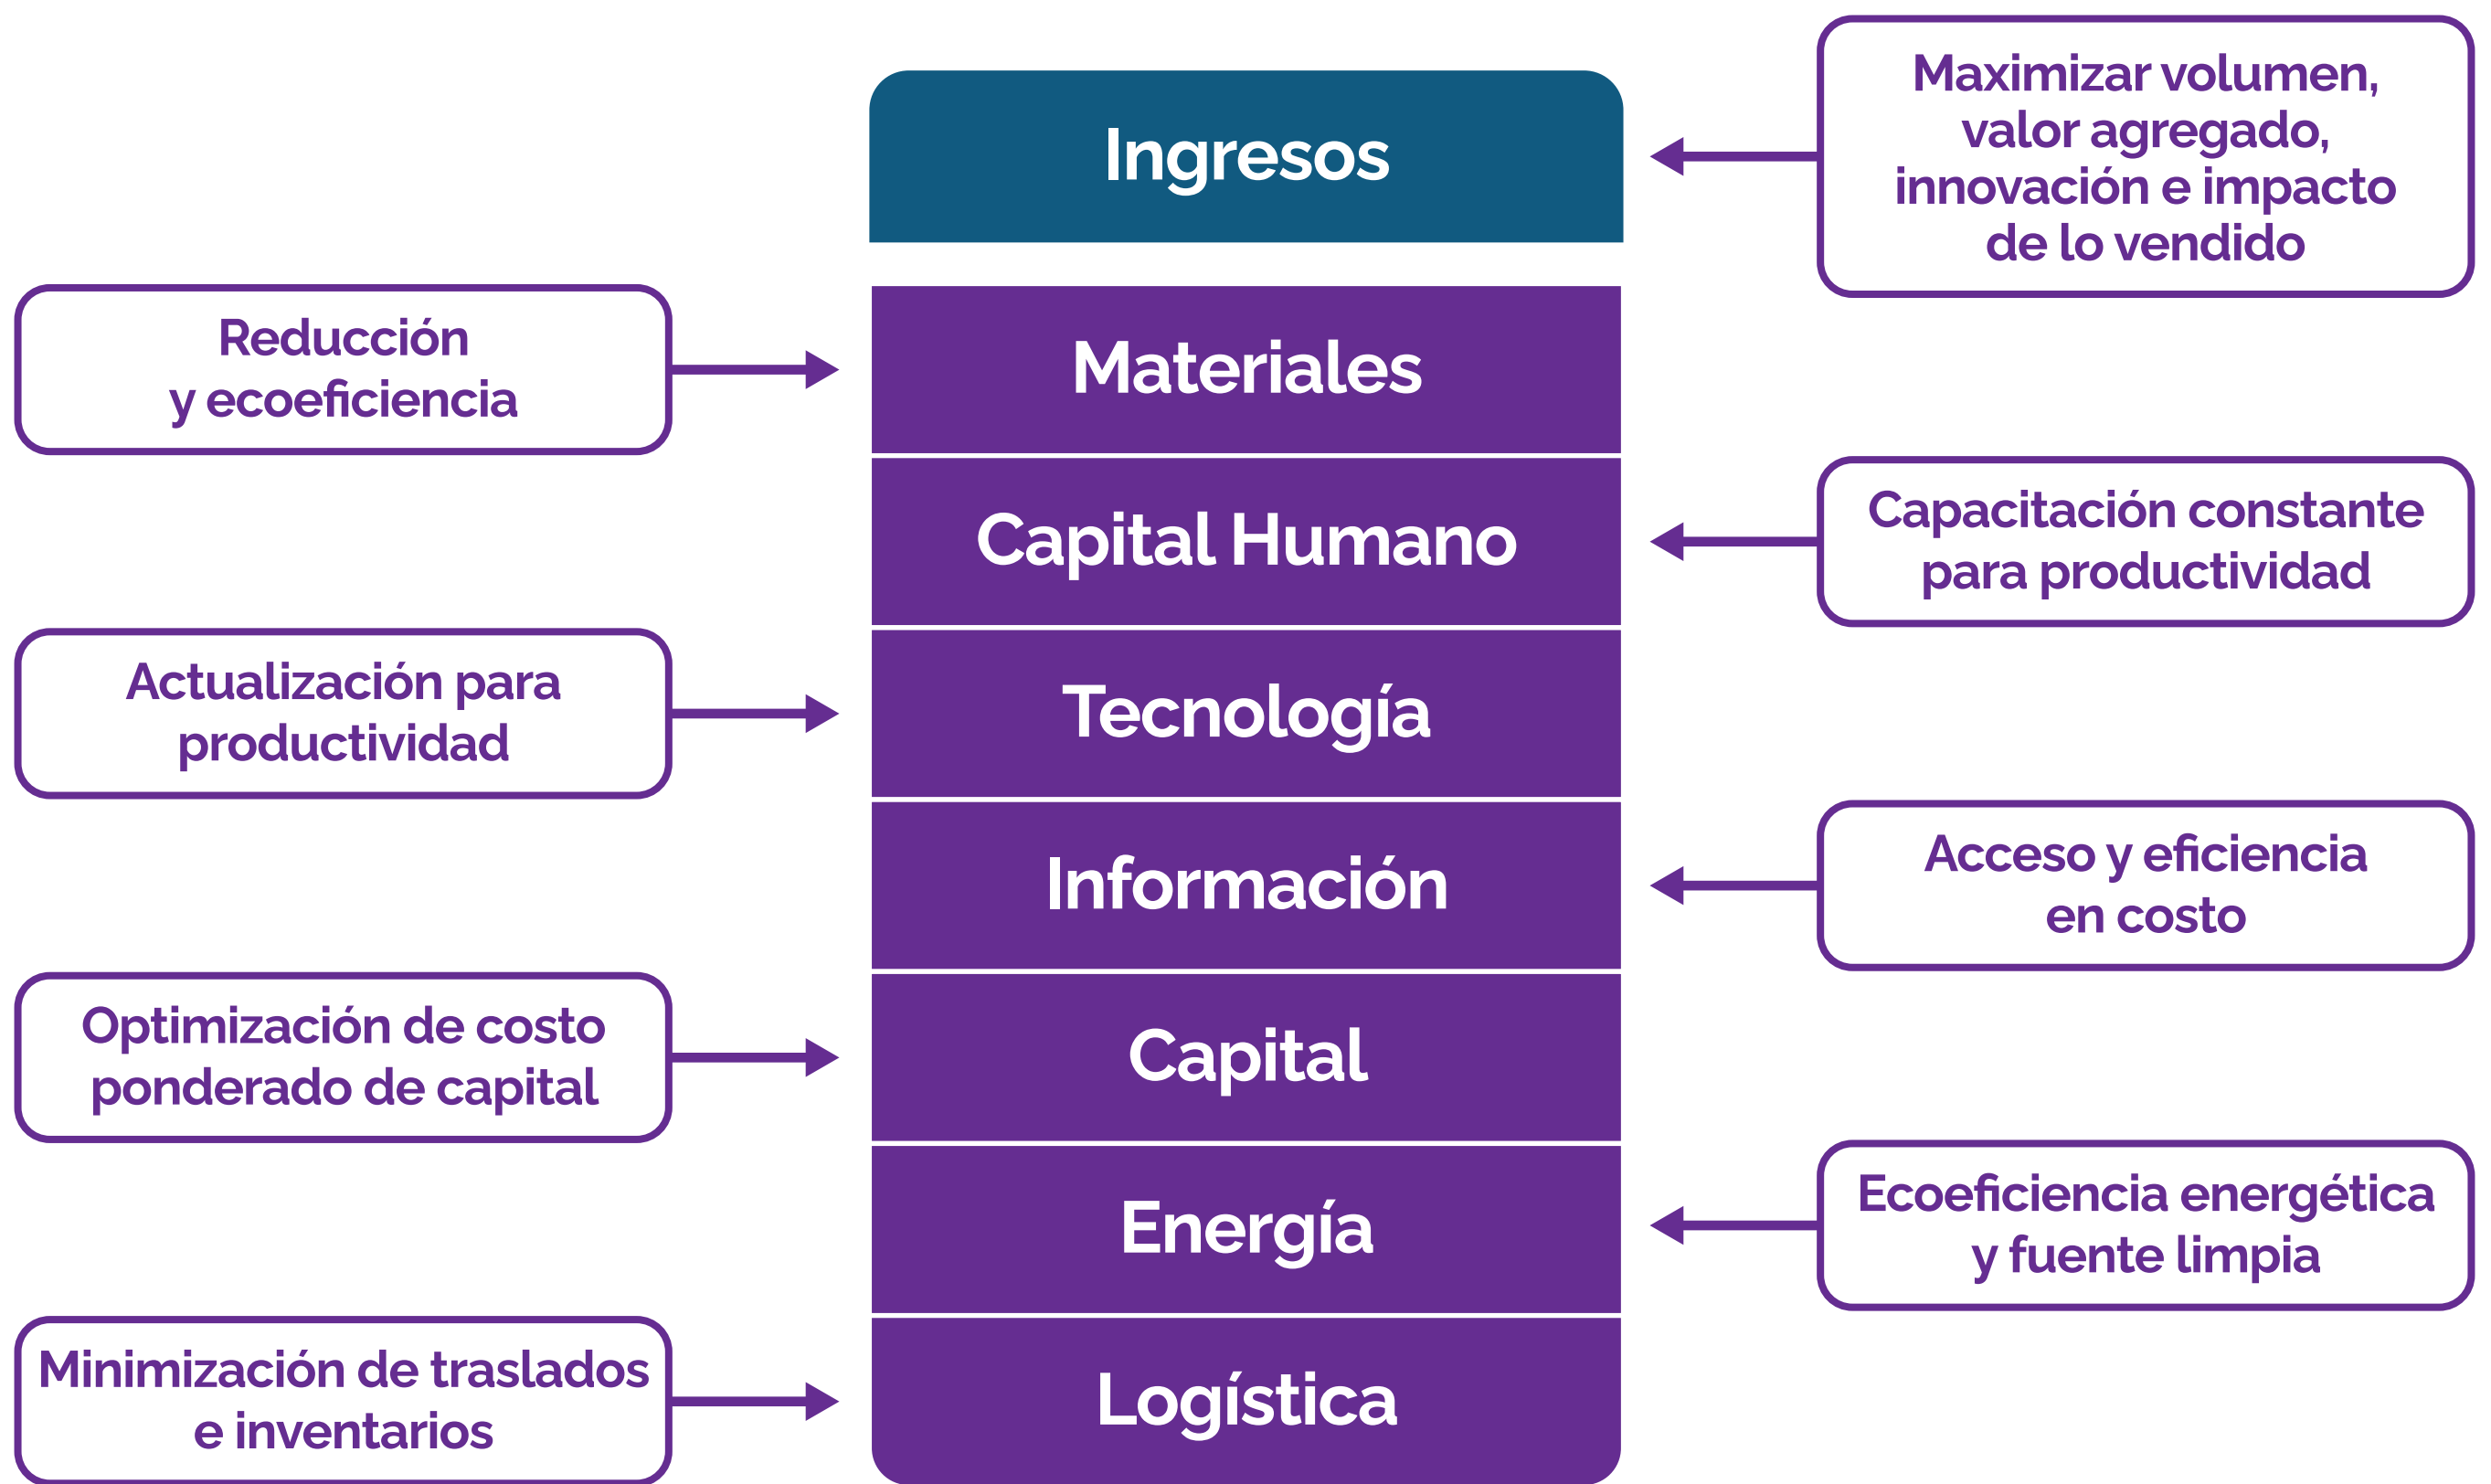 Ingresos
Maximizar volumen,
valor agregado,
innovación e impacto
de lo vendido
Reducción
y ecoeficiencia
Materiales
Capital Humano
Capacitación constante
para productividad
Actualización para
productividad
Tecnología
Información
Acceso y eficiencia
en costo
Optimización de costo
ponderado de capital
Capital
Energía
Ecoeficiencia energética
y fuente limpia
Minimización de traslados
e inventarios
Logística